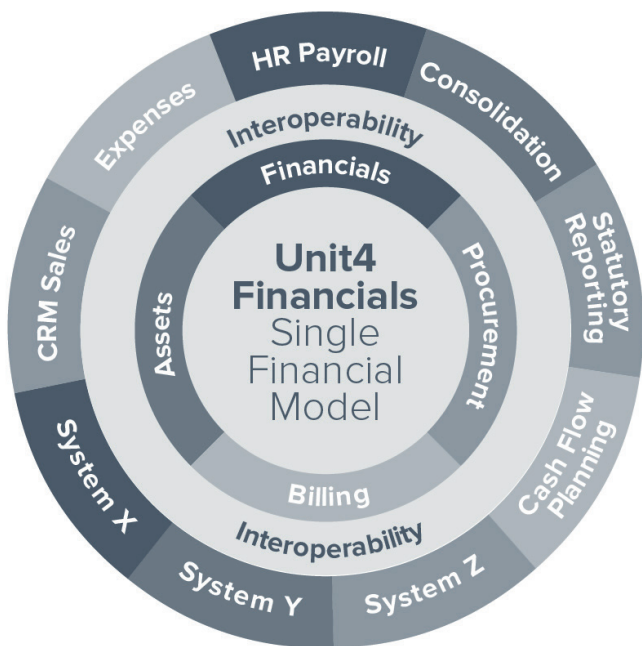 HR Payroll
Consolidation
Statutory
Reporting
Cash Flow
Planning
System Z
System Y
System X
CRM Sales
Expenses
Interoperability
Financials
Procurement
Billing
Assets
Unit4
Financials
Single
Financial
Model
Interoperability